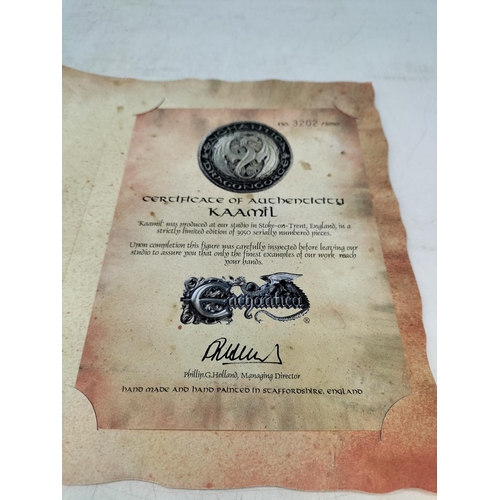 no. 3202 /3950
ENCHANTICA
DRAGONGORGE
CERTIFICATE OF AUTHENTICITY
KAAMIL
'Kaamil' was produced at our studio in Stoke-on-Trent, England, in a
strictly limited edition of 3950 serially numbered pieces.
Upon completion this figure was carefully inspected before leaving our
studio to assure you that only the finest examples of our work reach
your hands.
Enchantica ®
Phillip.G.Holland, Managing Director
HAND MADE AND HAND PAINTED IN STAFFORDSHIRE, ENGLAND